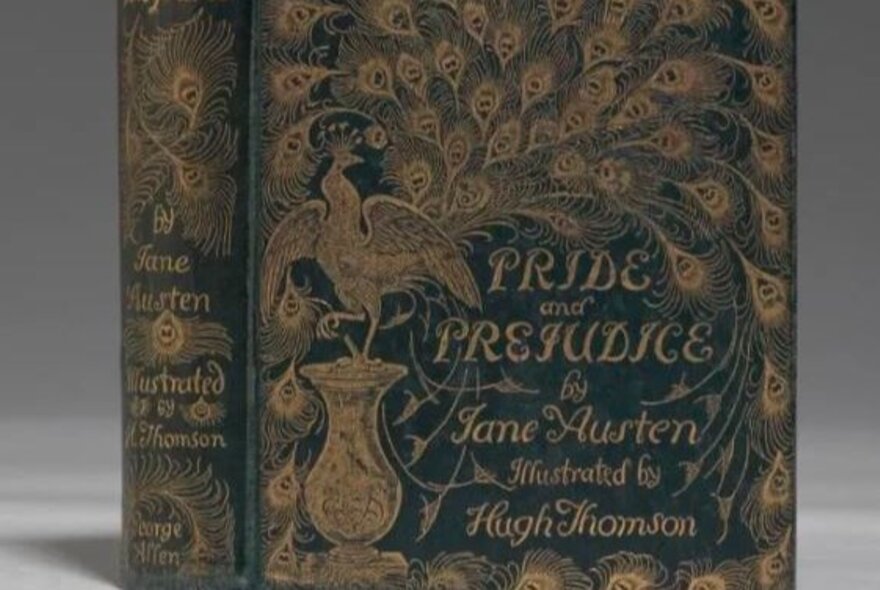 by
Jane
Austen
Illustrated
by
H. Thomson
George
Allen
PRIDE
and
PREJUDICE
by
Jane Austen
Illustrated by
Hugh Thomson